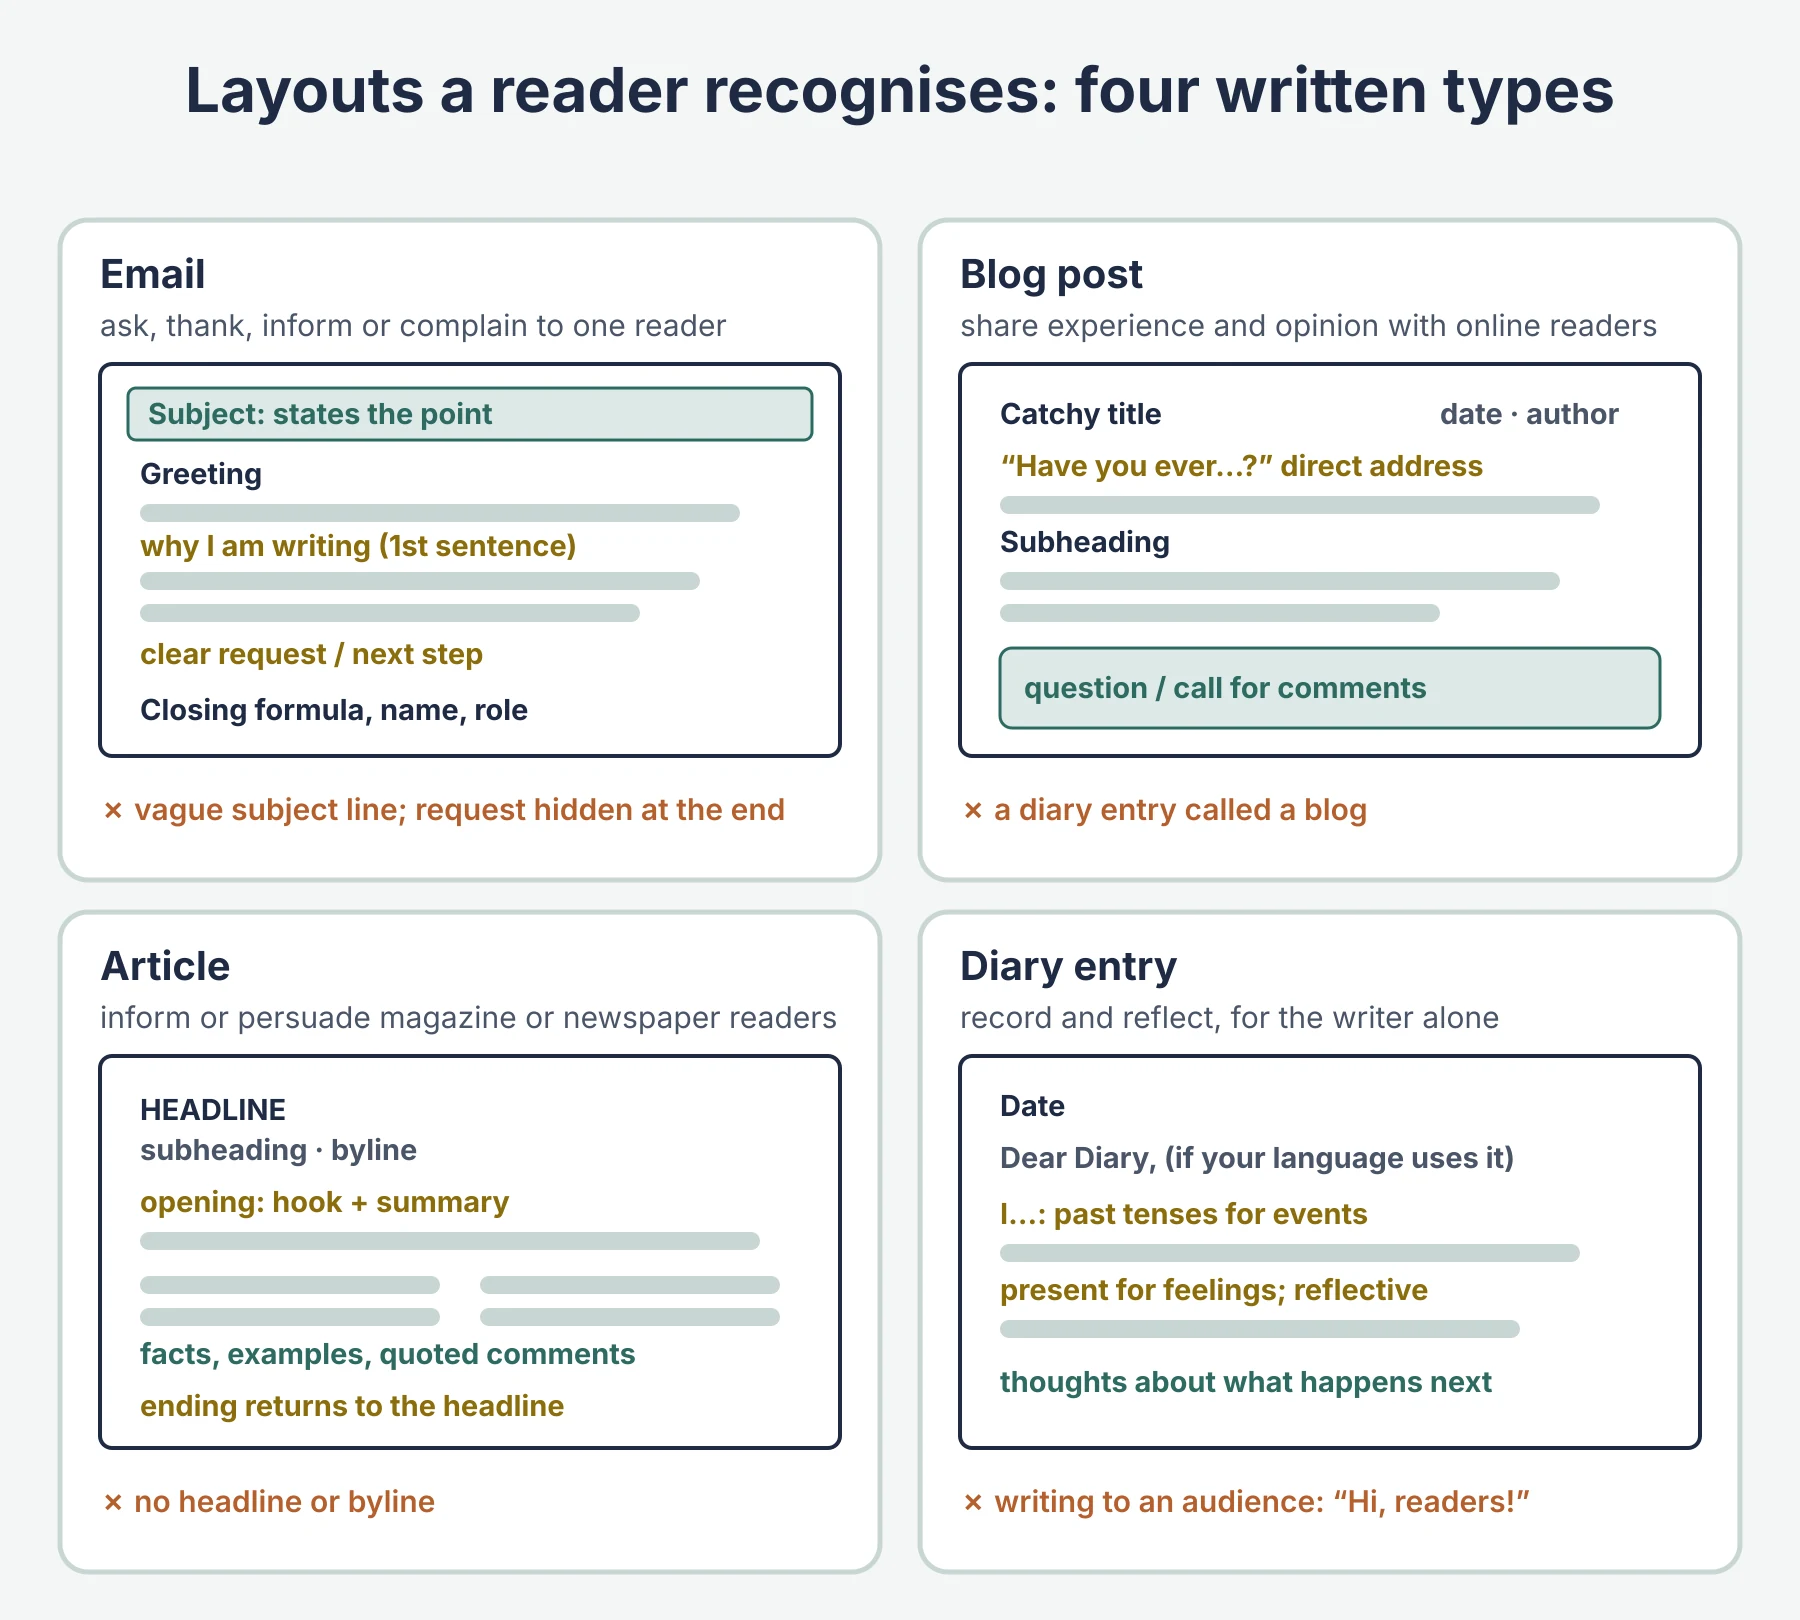 Layouts a reader recognises: four written types
Email
ask, thank, inform or complain to one reader
Subject: states the point
Greeting
why I am writing (1st sentence)
clear request / next step
Closing formula, name, role
× vague subject line; request hidden at the end
Blog post
share experience and opinion with online readers
Catchy title date · author
“Have you ever…?” direct address
Subheading
question / call for comments
× a diary entry called a blog
Article
inform or persuade magazine or newspaper readers
HEADLINE
subheading · byline
opening: hook + summary
facts, examples, quoted comments
ending returns to the headline
× no headline or byline
Diary entry
record and reflect, for the writer alone
Date
Dear Diary, (if your language uses it)
I…: past tenses for events
present for feelings; reflective
thoughts about what happens next
× writing to an audience: “Hi, readers!”